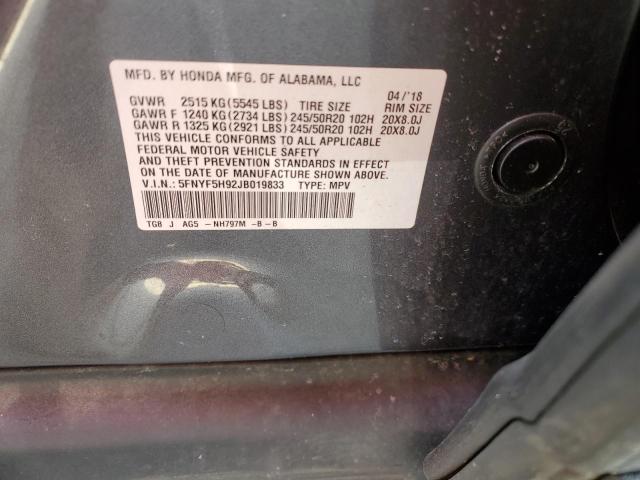 MFD. BY HONDA MFG. OF ALABAMA, LLC
04/'18
GVWR 2515 KG (5545 LBS) TIRE SIZE RIM SIZE
GAWR F 1240 KG (2734 LBS) 245/50R20 102H 20X8.0J
GAWR R 1325 KG (2921 LBS) 245/50R20 102H 20X8.0J
THIS VEHICLE CONFORMS TO ALL APPLICABLE
FEDERAL MOTOR VEHICLE SAFETY
AND THEFT PREVENTION STANDARDS IN EFFECT
ON THE DATE OF MANUFACTURE SHOWN ABOVE.
V.I.N.: 5FNYF5H92JB019833 TYPE: MPV
TG8 J AG5 -NH797M -B-B